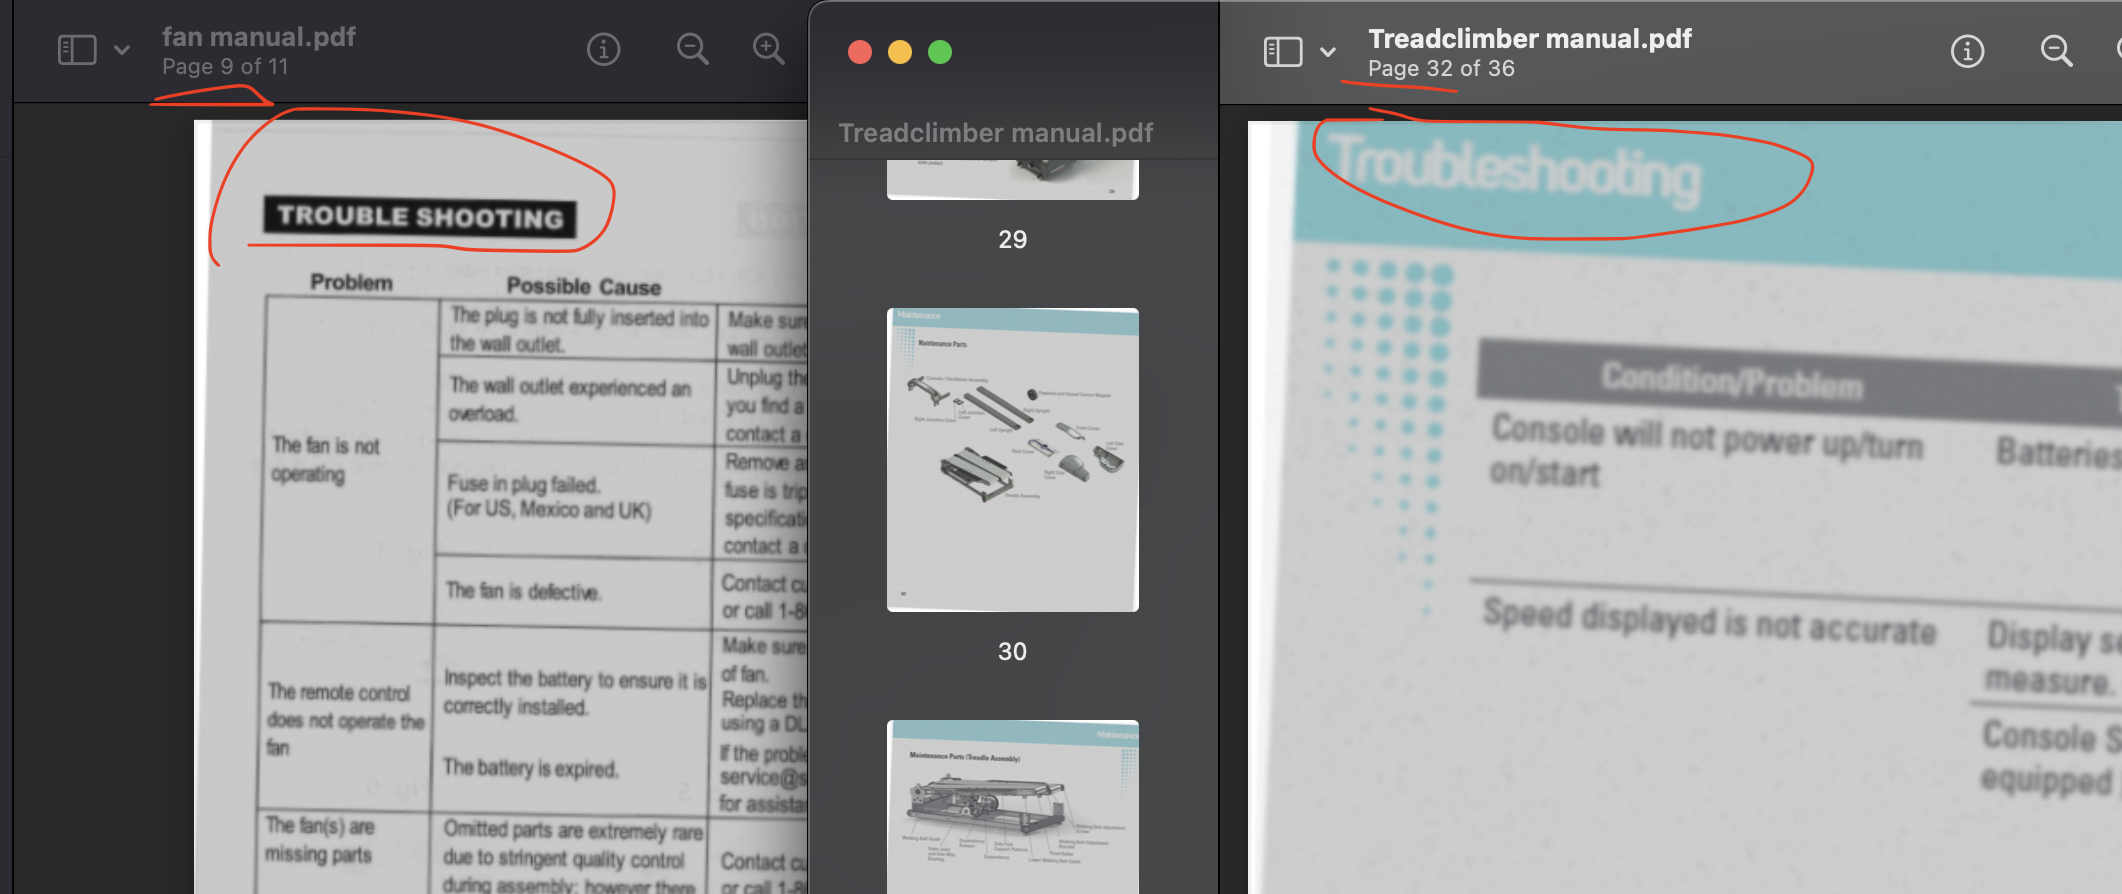 fan manual.pdf
Page 9 of 11
TROUBLE SHOOTING
Problem
Possible Cause
The fan is not
operating
The plug is not fully inserted into
the wall outlet.
Make sure
wall outlet
The wall outlet experienced an
overload.
Unplug the
you find a
contact a
Fuse in plug failed.
(For US, Mexico and UK)
Remove a
fuse is trip
specificati
contact a
The fan is defective.
Contact cu
or call 1-8
The remote control
does not operate the
fan
Inspect the battery to ensure it is
correctly installed.
The battery is expired.
Make sure
of fan.
Replace th
using a DL
If the proble
service@s
for assista
The fan(s) are
missing parts
Omitted parts are extremely rare
due to stringent quality control
during assembly; however there
Contact cu
or call 1-8
Treadclimber manual.pdf
29
Maintenance
Maintenance Parts
30
Maintenance
Maintenance Parts (Treadle Assembly)
Treadclimber manual.pdf
Page 32 of 36
Troubleshooting
Condition/Problem
Console will not power up/turn
on/start
Batteries
Speed displayed is not accurate
Display se
measure.
Console S
equipped